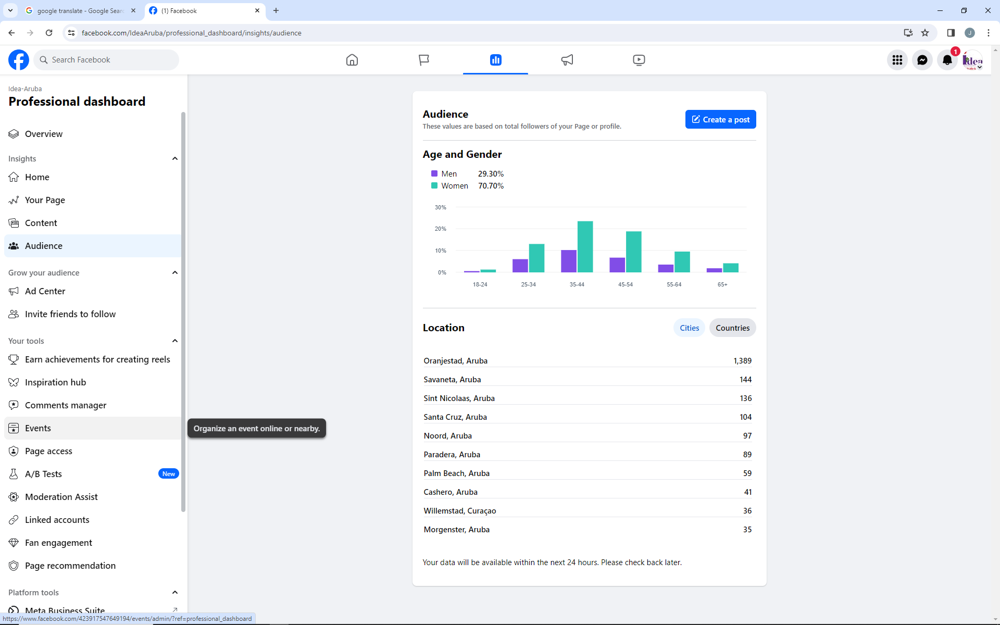 google translate - Google Sear
(1) Facebook
facebook.com/IdeaAruba/professional_dashboard/insights/audience
J
Search Facebook
1
Idea
Idea-Aruba
Professional dashboard
Overview
Insights
Home
Your Page
Content
Audience
Grow your audience
Ad Center
Invite friends to follow
Your tools
Earn achievements for creating reels
Inspiration hub
Comments manager
Events
Organize an event online or nearby.
Page access
A/B Tests
New
Moderation Assist
Linked accounts
Fan engagement
Page recommendation
Platform tools
Meta Business Suite
https://www.facebook.com/423917547649194/events/admin/?ref=professional_dashboard
Audience
These values are based on total followers of your Page or profile.
Create a post
Age and Gender
Men 29.30%
Women 70.70%
30%
20%
10%
0%
18-24 25-34 35-44 45-54 55-64 65+
Location
Cities
Countries
Oranjestad, Aruba 1,389
Savaneta, Aruba 144
Sint Nicolaas, Aruba 136
Santa Cruz, Aruba 104
Noord, Aruba 97
Paradera, Aruba 89
Palm Beach, Aruba 59
Cashero, Aruba 41
Willemstad, Curaçao 36
Morgenster, Aruba 35
Your data will be available within the next 24 hours. Please check back later.